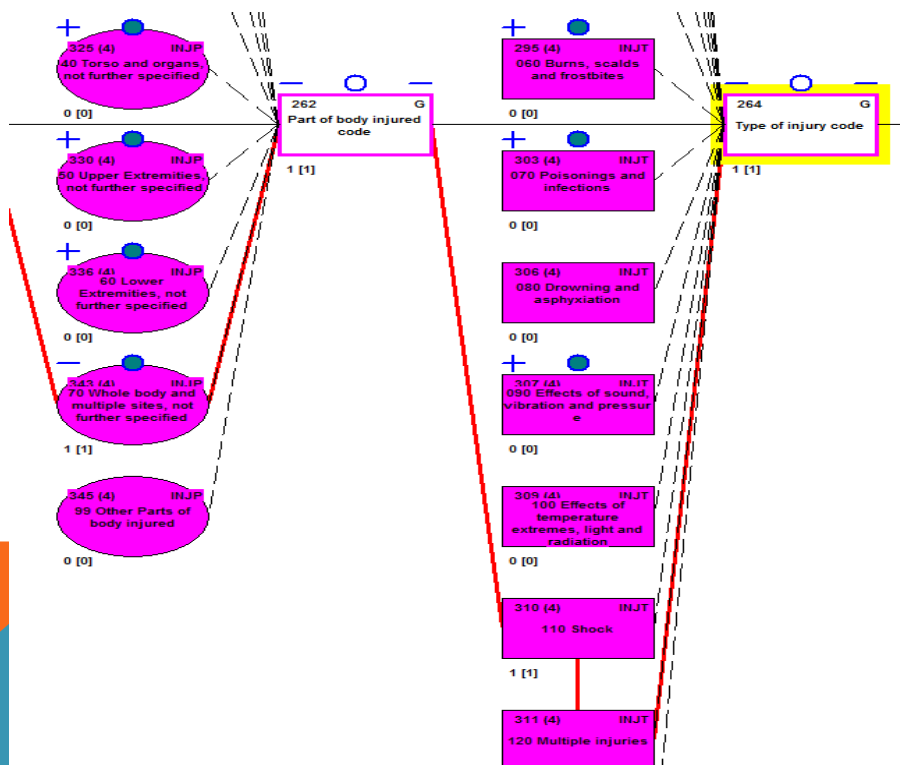 325 (4) INJP
40 Torso and organs,
not further specified
0 [0]
330 (4) INJP
50 Upper Extremities,
not further specified
0 [0]
336 (4) INJP
60 Lower
Extremities, not
further specified
0 [0]
343 (4) INJP
70 Whole body and
multiple sites, not
further specified
1 [1]
345 (4) INJP
99 Other Parts of
body injured
0 [0]
262 G
Part of body injured
code
1 [1]
295 (4) INJT
060 Burns, scalds
and frostbites
0 [0]
303 (4) INJT
070 Poisonings and
infections
0 [0]
306 (4) INJT
080 Drowning and
asphyxiation
0 [0]
307 (4) INJT
090 Effects of sound,
vibration and pressur
e
0 [0]
309 (4) INJT
100 Effects of
temperature
extremes, light and
radiation
0 [0]
310 (4) INJT
110 Shock
1 [1]
311 (4) INJT
120 Multiple injuries
264 G
Type of injury code
1 [1]